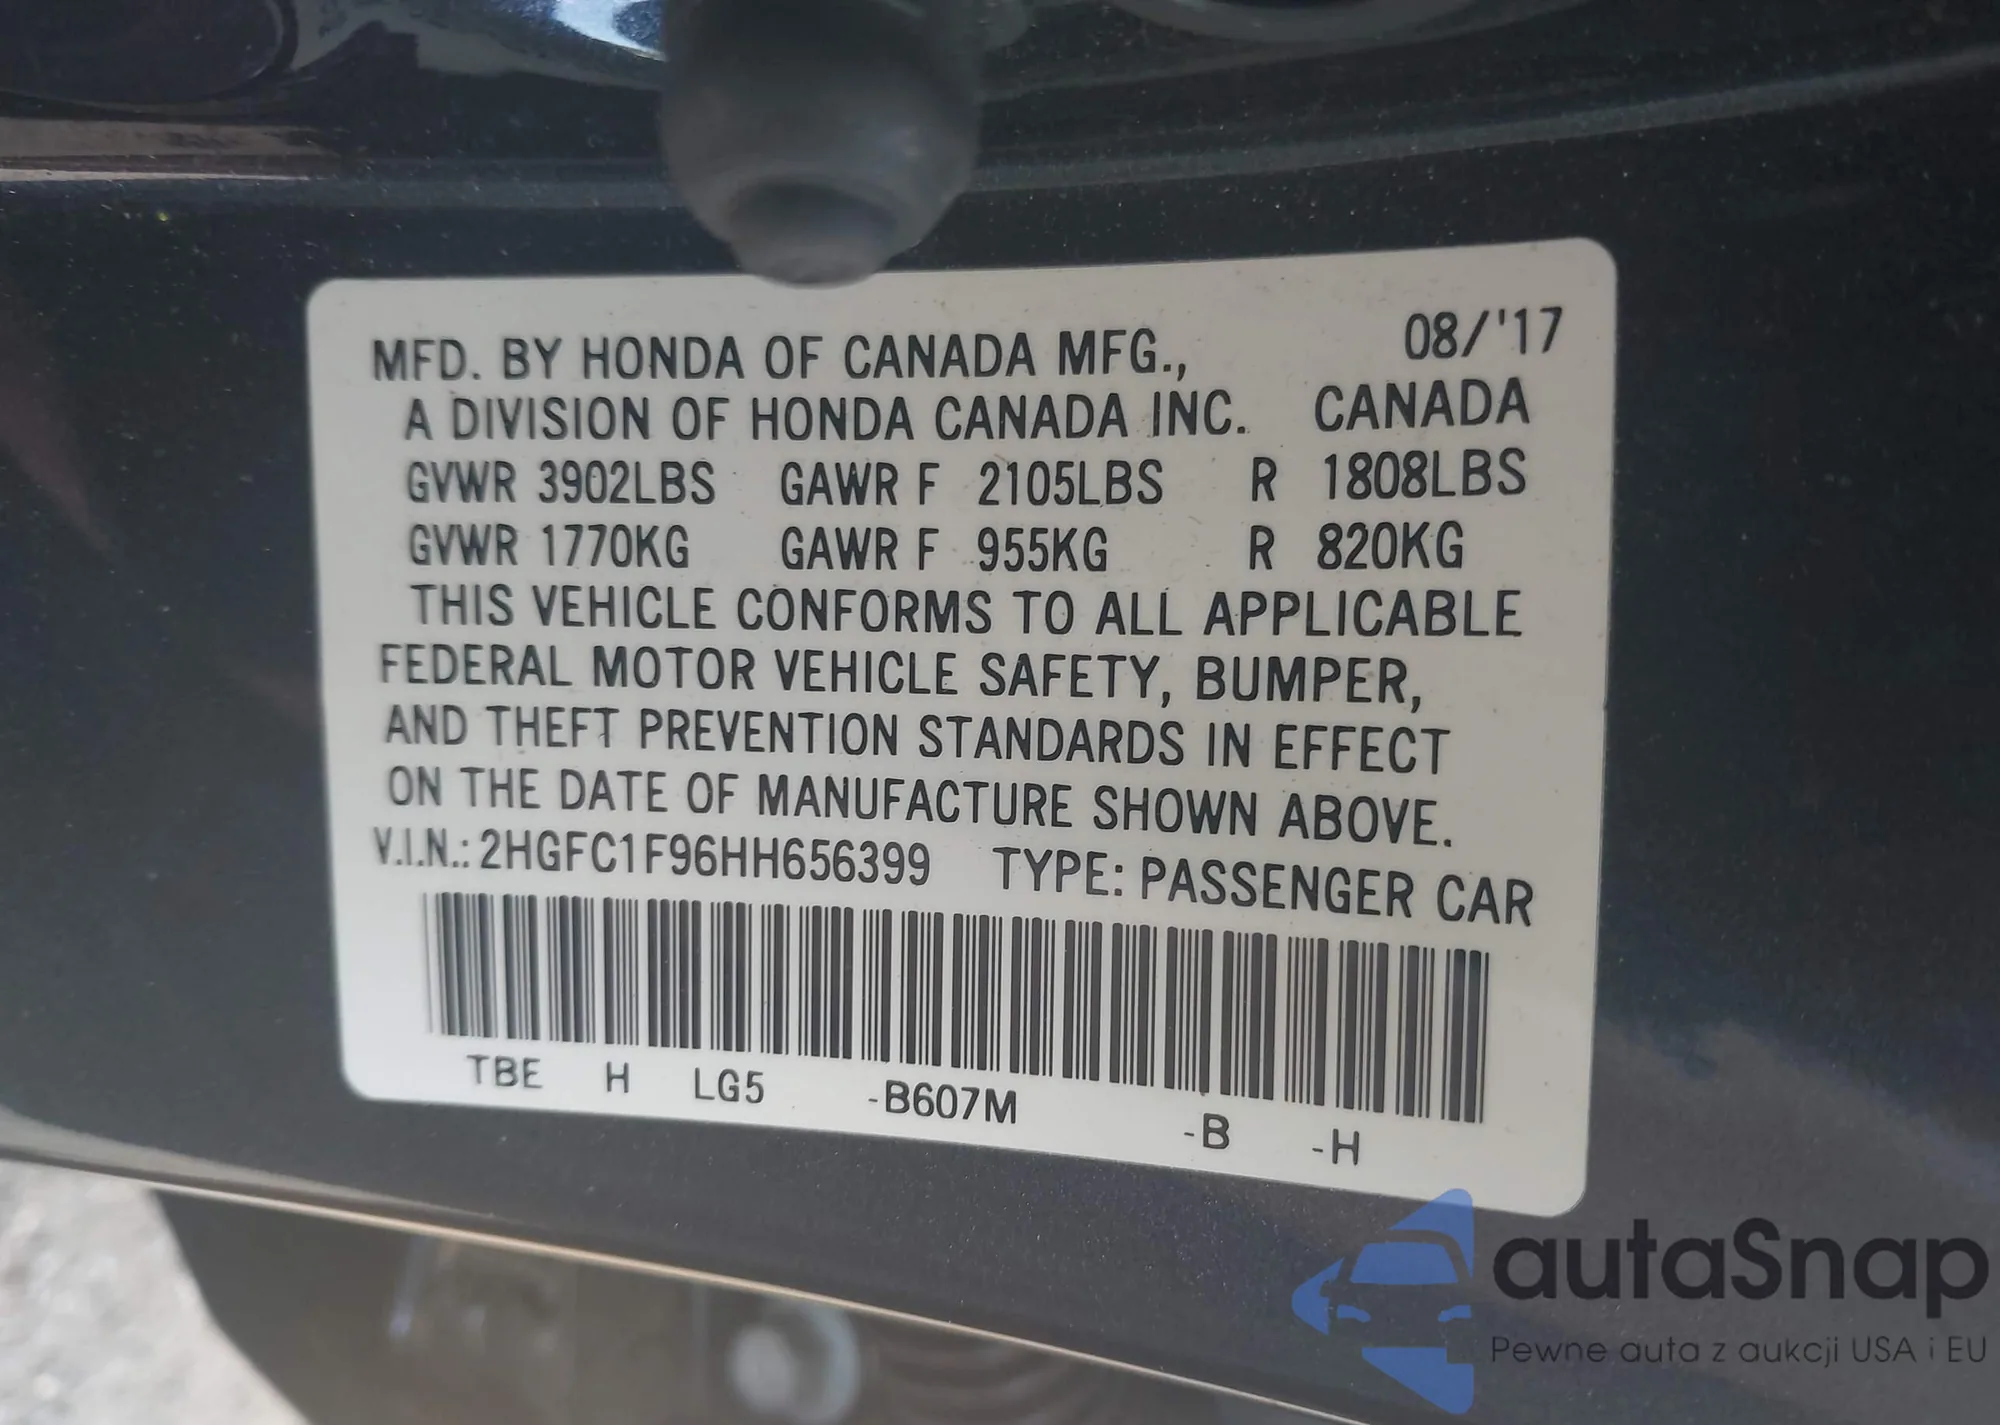 08/'17
MFD. BY HONDA OF CANADA MFG.,
A DIVISION OF HONDA CANADA INC. CANADA
GVWR 3902LBS GAWR F 2105LBS R 1808LBS
GVWR 1770KG GAWR F 955KG R 820KG
THIS VEHICLE CONFORMS TO ALL APPLICABLE
FEDERAL MOTOR VEHICLE SAFETY, BUMPER,
AND THEFT PREVENTION STANDARDS IN EFFECT
ON THE DATE OF MANUFACTURE SHOWN ABOVE.
V.I.N.: 2HGFC1F96HH656399 TYPE: PASSENGER CAR
TBE H LG5 -B607M -B -H
autaSnap
Pewne auta z aukcji USA i EU